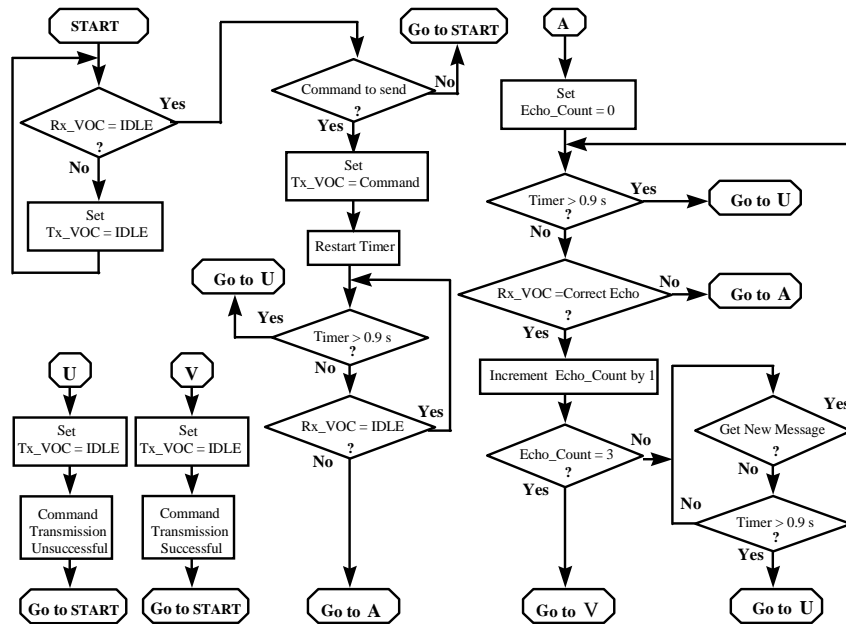 START
Rx_VOC = IDLE
?
Yes
No
Set
Tx_VOC = IDLE
Go to START
Command to send
?
No
Yes
Set
Tx_VOC = Command
Restart Timer
Go to U
Yes
Timer > 0.9 s
?
No
Rx_VOC = IDLE
?
Yes
No
Go to A
U
Set
Tx_VOC = IDLE
Command
Transmission
Unsuccessful
Go to START
V
Set
Tx_VOC = IDLE
Command
Transmission
Successful
Go to START
A
Set
Echo_Count = 0
Timer > 0.9 s
?
Yes
Go to U
No
Rx_VOC =Correct Echo
?
No
Go to A
Yes
Increment Echo_Count by 1
Echo_Count = 3
?
No
Yes
Go to V
Get New Message
?
Yes
No
Timer > 0.9 s
?
No
Yes
Go to U